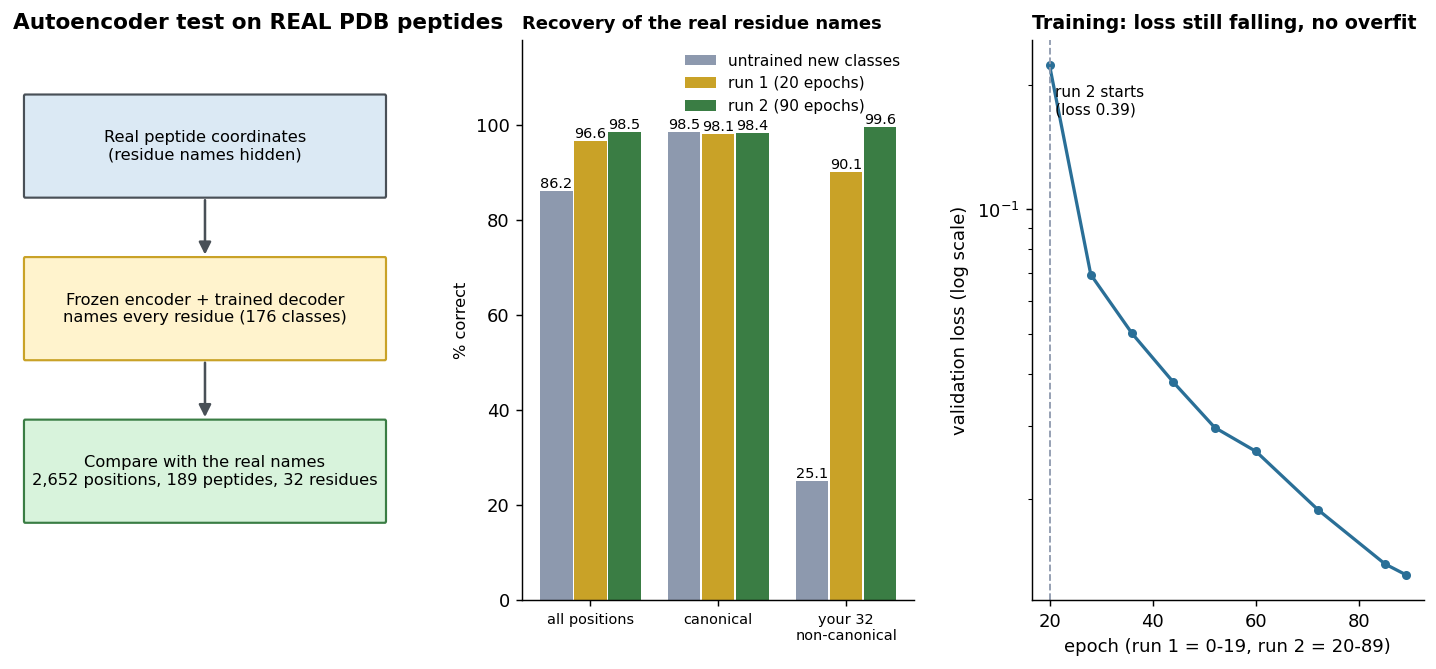 Autoencoder test on REAL PDB peptides
Real peptide coordinates
(residue names hidden)
Frozen encoder + trained decoder
names every residue (176 classes)
Compare with the real names
2,652 positions, 189 peptides, 32 residues
Recovery of the real residue names
untrained new classes
run 1 (20 epochs)
run 2 (90 epochs)
% correct
100
80
60
40
20
0
86.2
96.6
98.5
98.5
98.1
98.4
25.1
90.1
99.6
all positions
canonical
your 32
non-canonical
Training: loss still falling, no overfit
run 2 starts
(loss 0.39)
validation loss (log scale)
10⁻¹
20
40
60
80
epoch (run 1 = 0-19, run 2 = 20-89)